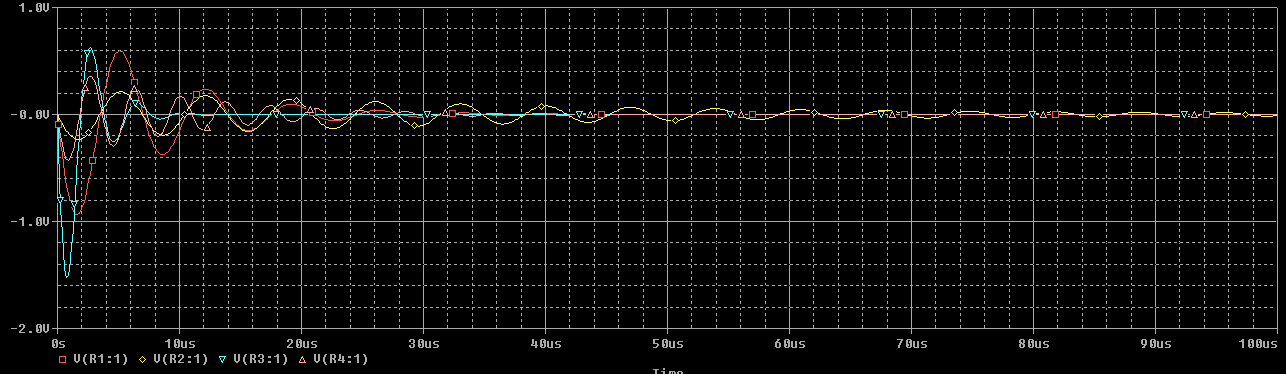 1.0V
-0.0V
-1.0V
-2.0V
0s 10us 20us 30us 40us 50us 60us 70us 80us 90us 100us
V(R1:1) V(R2:1) V(R3:1) V(R4:1)
Time